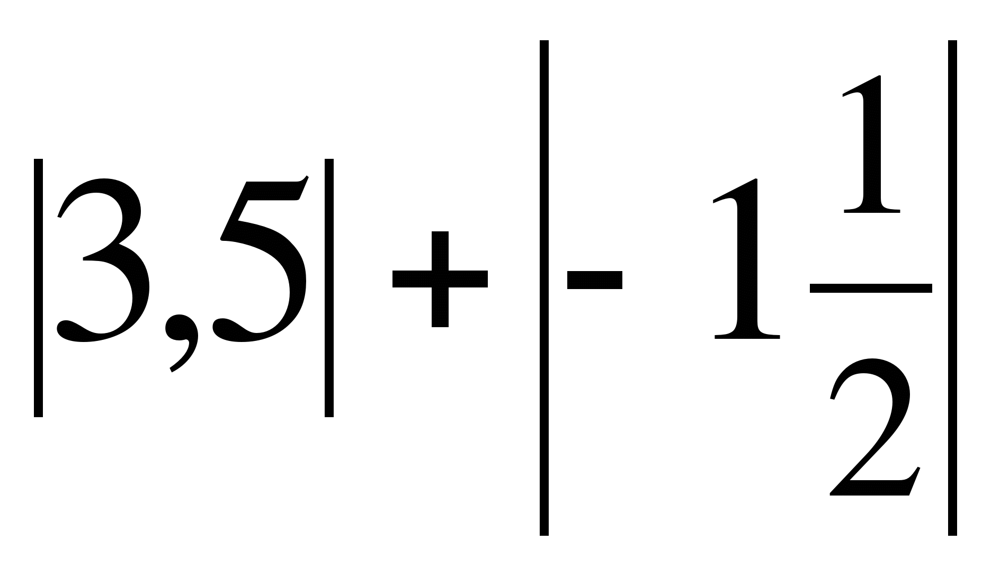 |3,5| + |- 1 1/2|